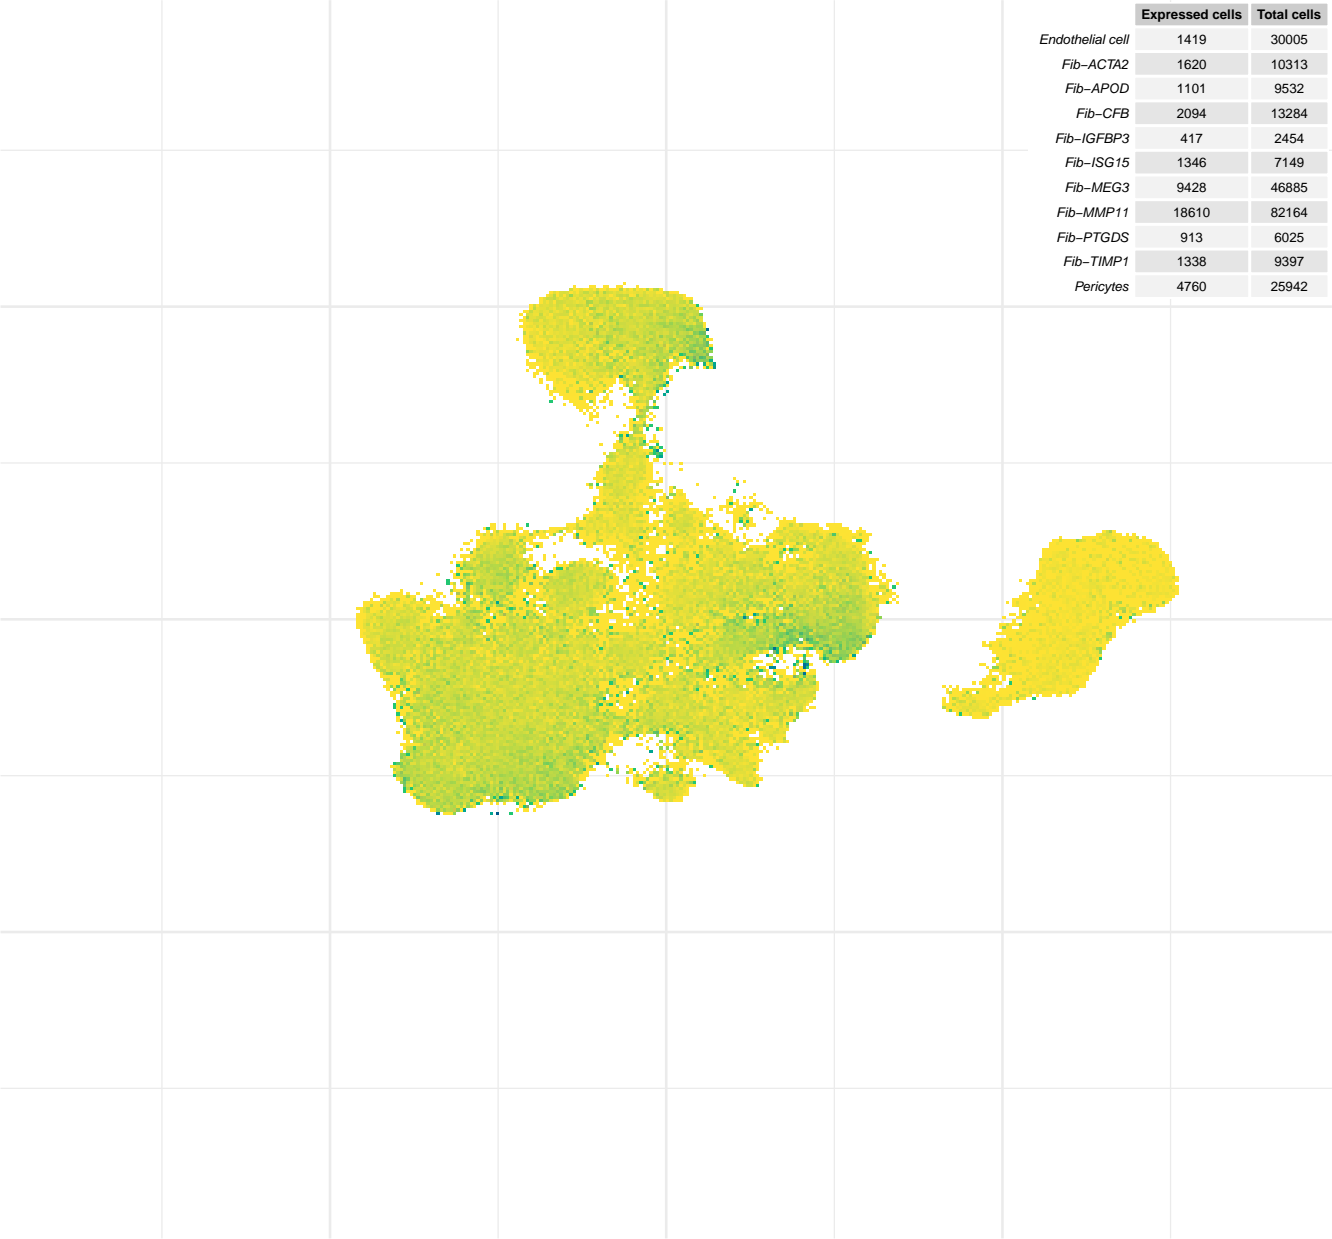 Expressed cells Total cells
Endothelial cell 1419 30005
Fib−ACTA2 1620 10313
Fib−APOD 1101 9532
Fib−CFB 2094 13284
Fib−IGFBP3 417 2454
Fib−ISG15 1346 7149
Fib−MEG3 9428 46885
Fib−MMP11 18610 82164
Fib−PTGDS 913 6025
Fib−TIMP1 1338 9397
Pericytes 4760 25942